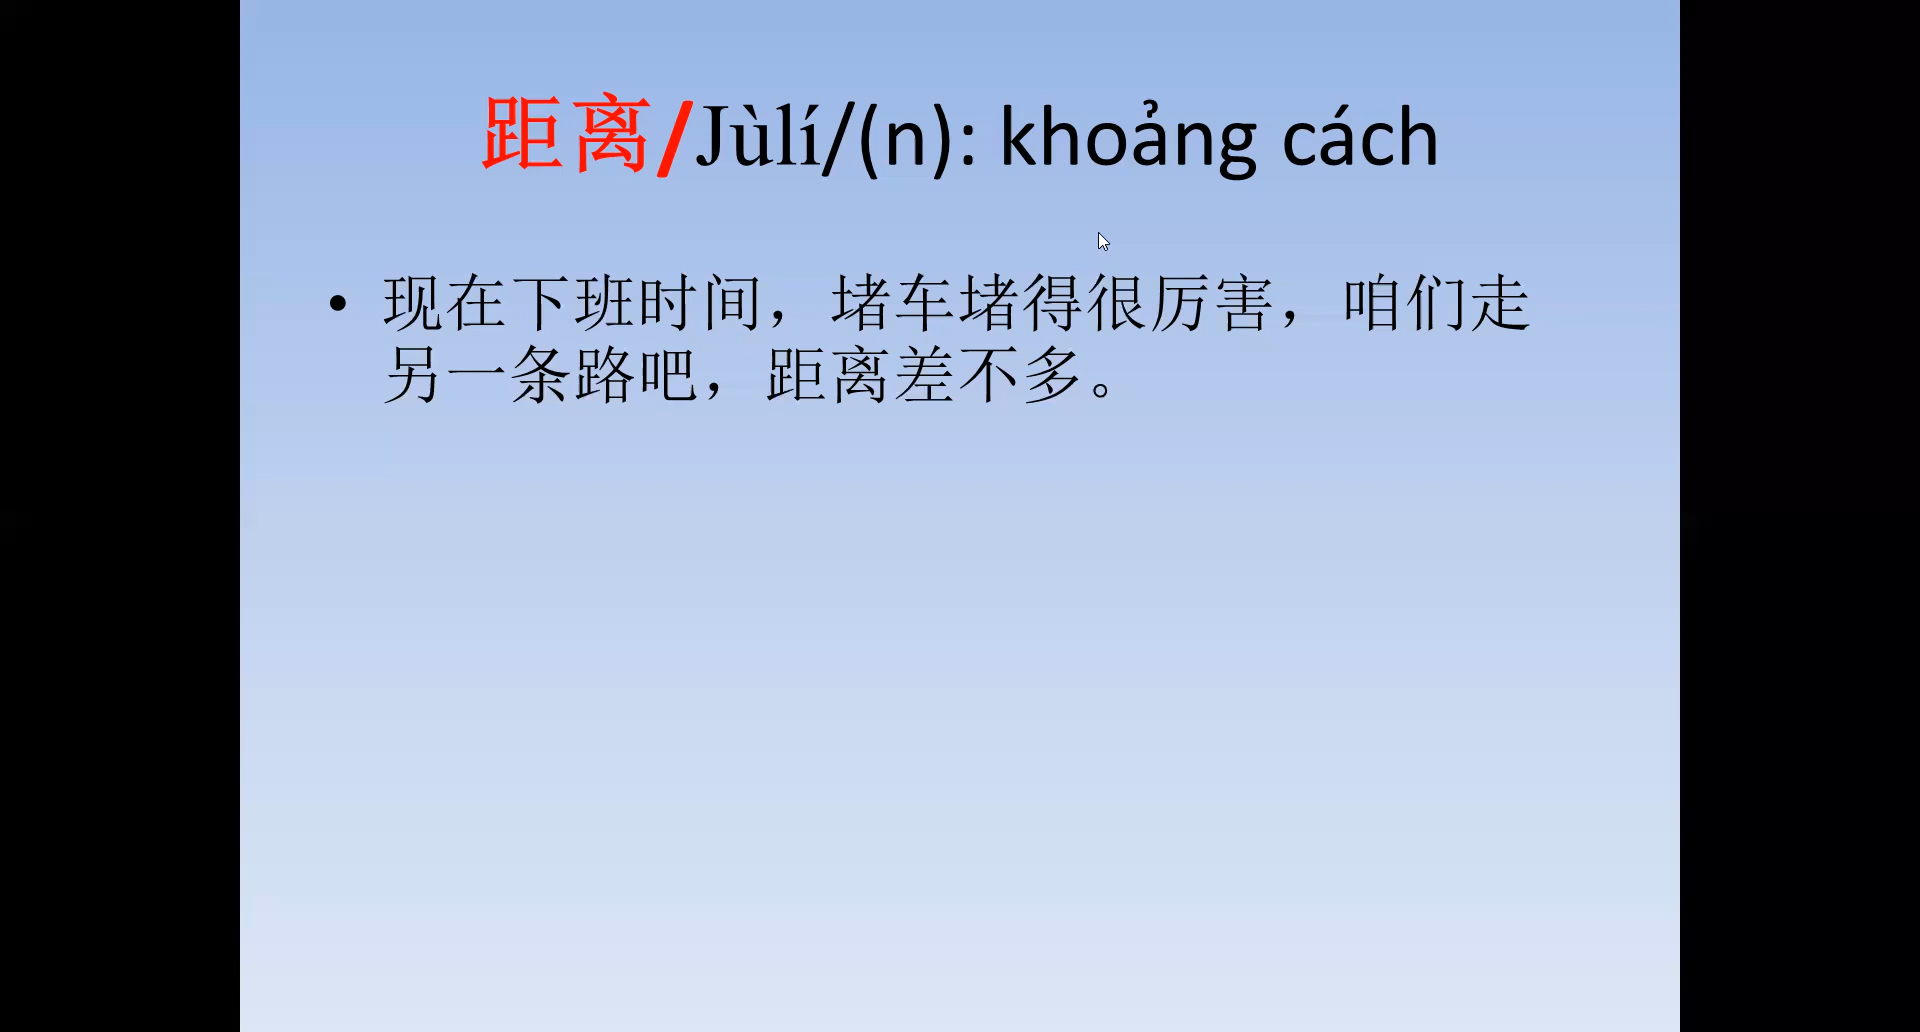 距离/Jùlí/(n): khoảng cách
• 现在下班时间，堵车堵得很厉害，咱们走
另一条路吧，距离差不多。